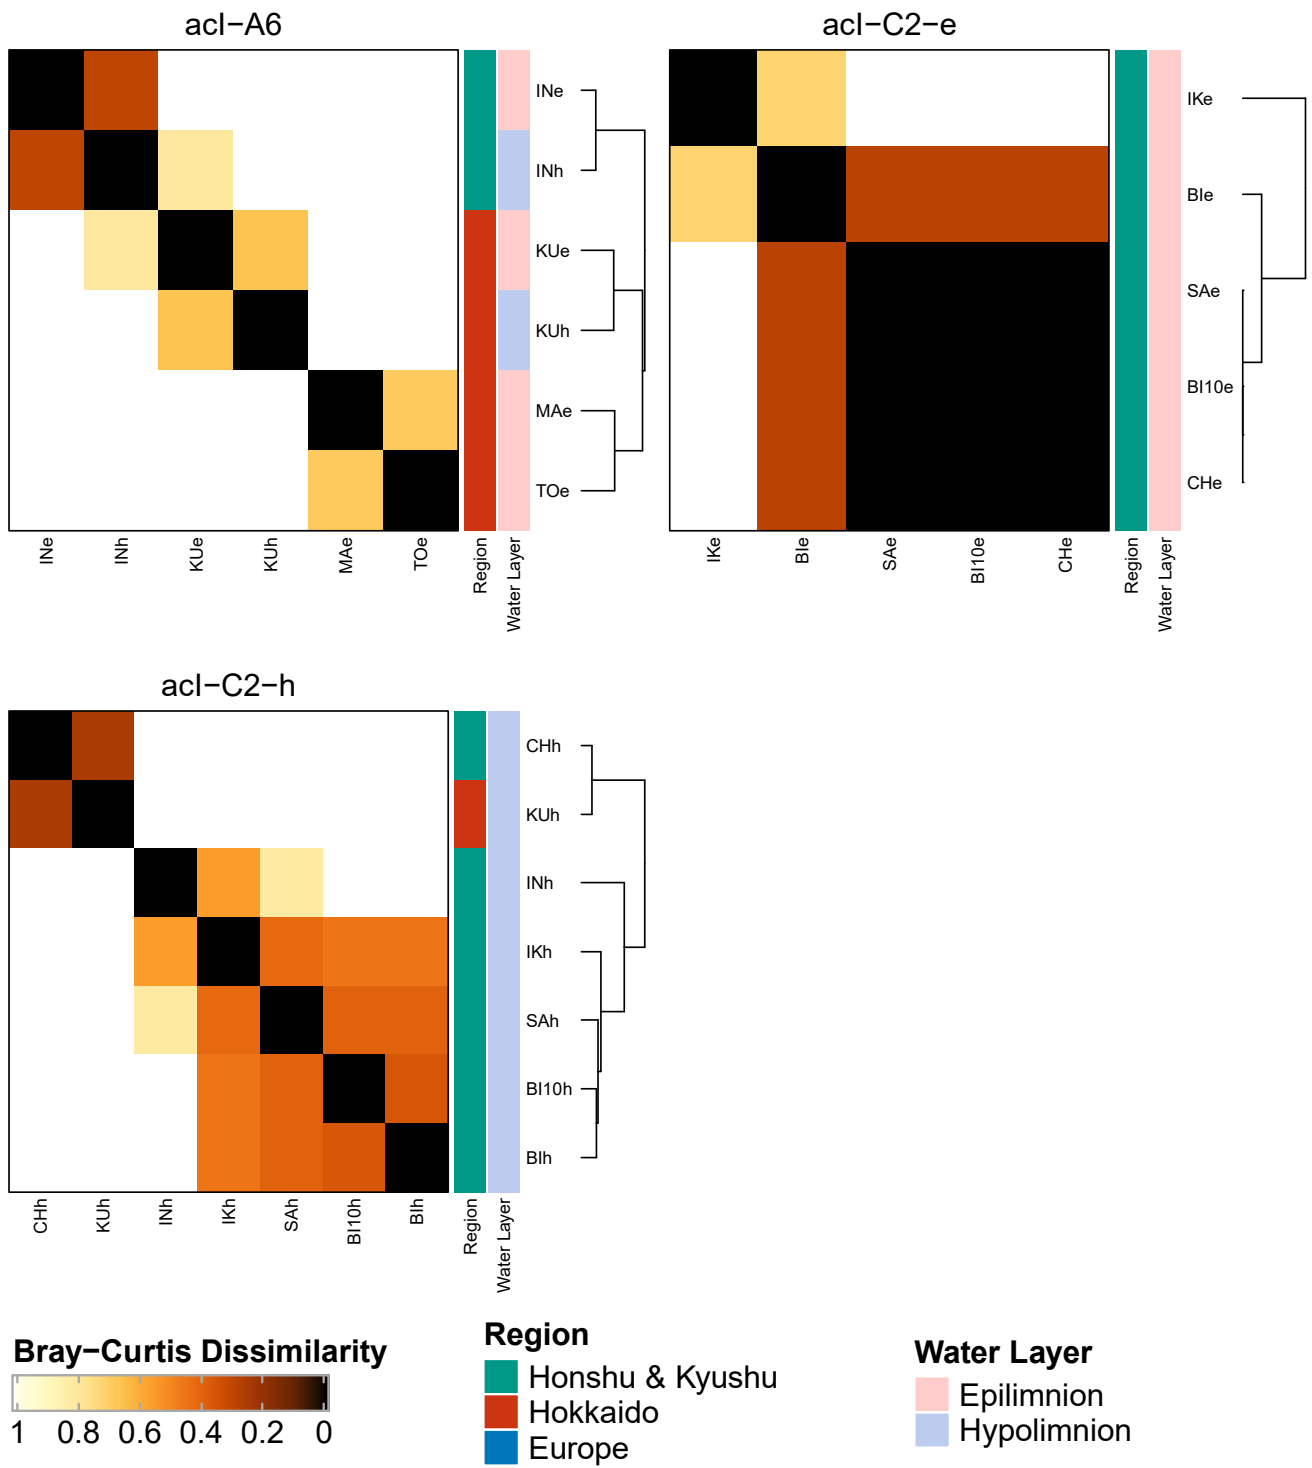 acI−A6
INe
INh
KUe
KUh
MAe
TOe
INe
INh
KUe
KUh
MAe
TOe
Region
Water Layer
acI−C2−e
IKe
BIe
SAe
BI10e
CHe
IKe
BIe
SAe
BI10e
CHe
Region
Water Layer
acI−C2−h
CHh
KUh
INh
IKh
SAh
BI10h
BIh
CHh
KUh
INh
IKh
SAh
BI10h
BIh
Region
Water Layer
Bray−Curtis Dissimilarity
1 0.8 0.6 0.4 0.2 0
Region
Honshu & Kyushu
Hokkaido
Europe
Water Layer
Epilimnion
Hypolimnion